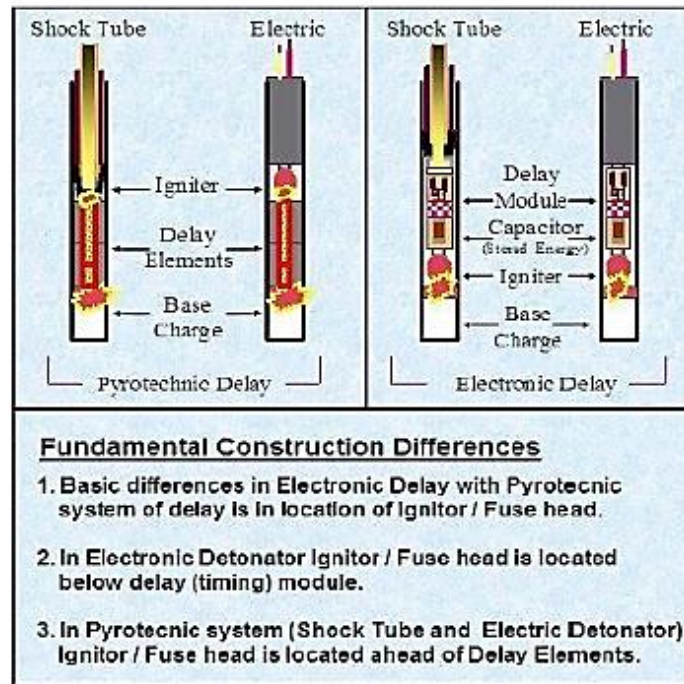 Shock Tube Electric
Igniter
Delay
Elements
Base
Charge
Pyrotechnic Delay
Shock Tube Electric
Delay
Module
Capacitor
(Stored Energy)
Igniter
Base
Charge
Electronic Delay
Fundamental Construction Differences
1. Basic differences in Electronic Delay with Pyrotecnic
system of delay is in location of Ignitor / Fuse head.
2. In Electronic Detonator Ignitor / Fuse head is located
below delay (timing) module.
3. In Pyrotecnic system (Shock Tube and Electric Detonator)
Ignitor / Fuse head is located ahead of Delay Elements.